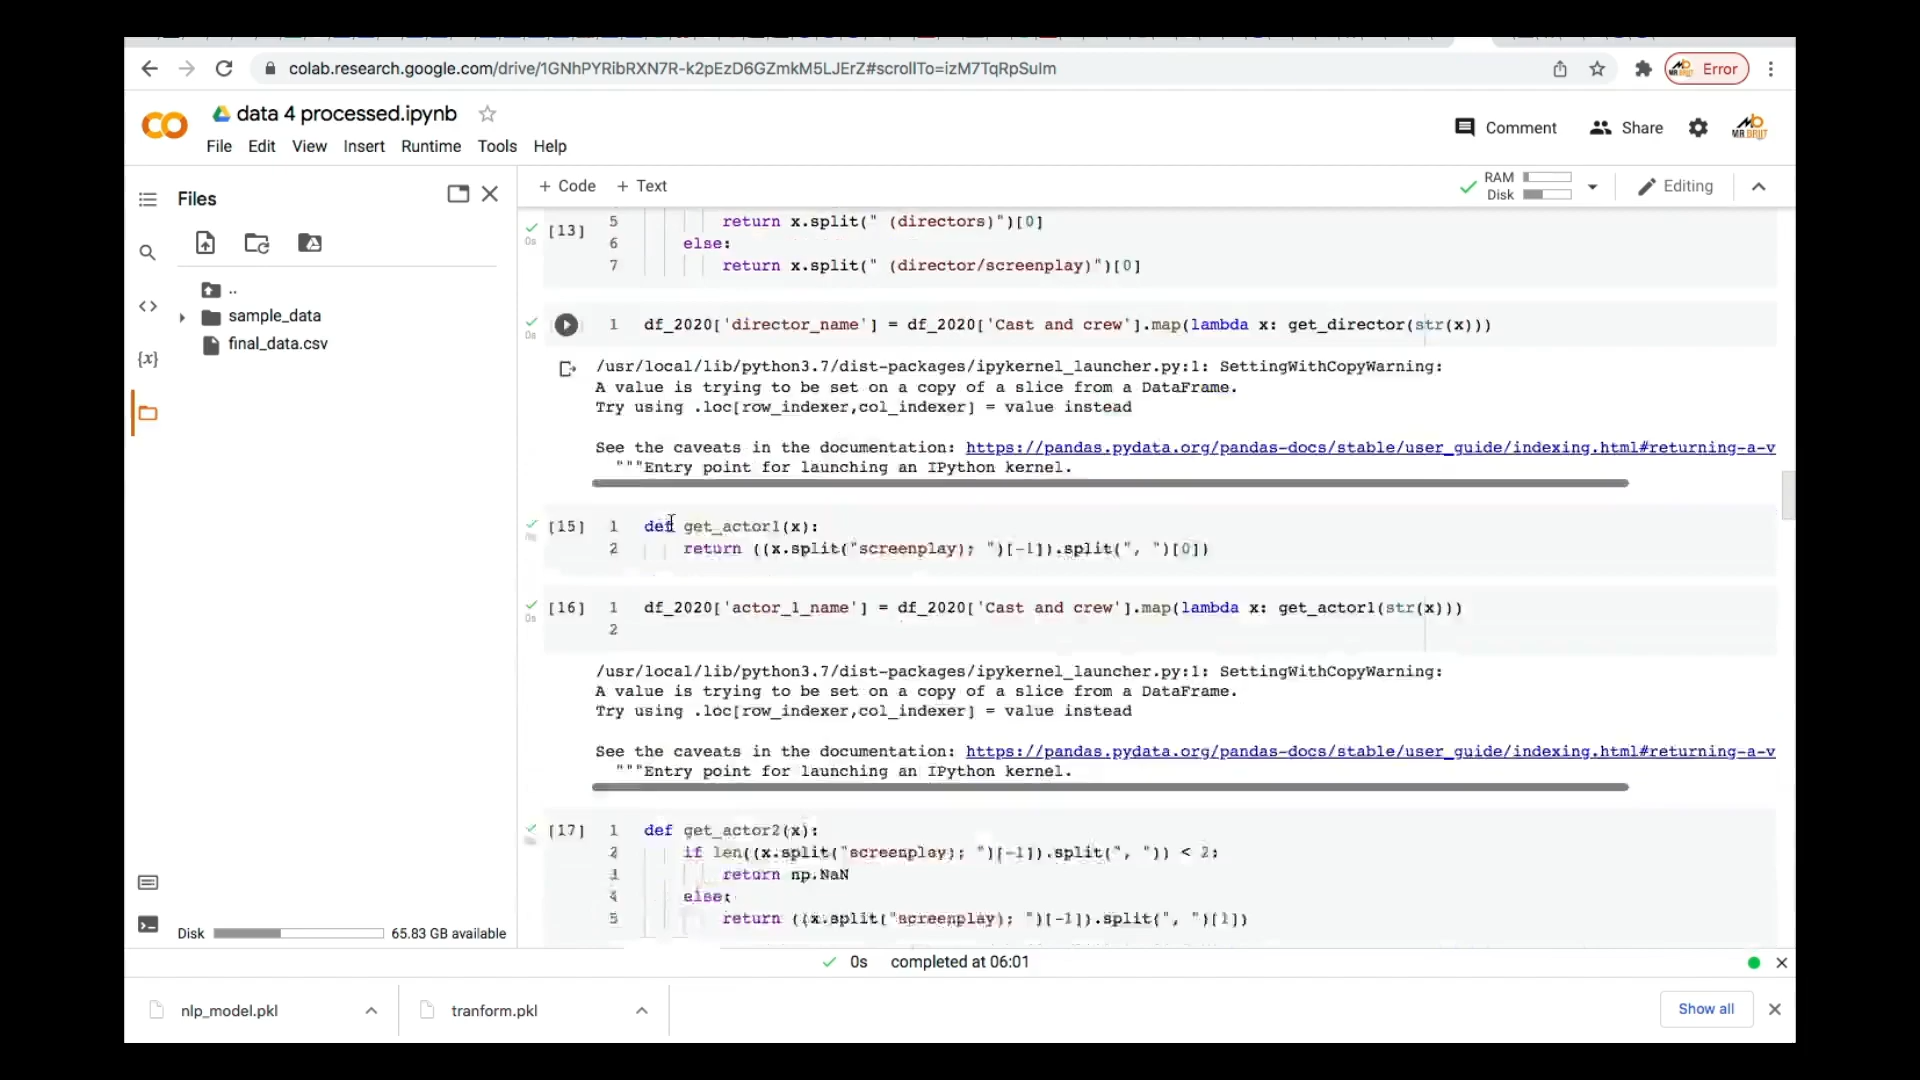 colab.research.google.com/drive/1GNhPYRibRXN7R-k2pEzD6GZmkM5LJErZ#scrollTo=izM7TqRpSuIm
Error
data 4 processed.ipynb
File Edit View Insert Runtime Tools Help
Comment
Share
MR.BRIIT
Files
+ Code + Text
RAM
Disk
Editing
..
sample_data
final_data.csv
{x}
Disk
65.83 GB available
[13]
5 return x.split(" (directors)")[0]
6 else:
7 return x.split(" (director/screenplay)")[0]
0s
1 df_2020['director_name'] = df_2020['Cast and crew'].map(lambda x: get_director(str(x)))
0s
/usr/local/lib/python3.7/dist-packages/ipykernel_launcher.py:1: SettingWithCopyWarning:
A value is trying to be set on a copy of a slice from a DataFrame.
Try using .loc[row_indexer,col_indexer] = value instead
See the caveats in the documentation: https://pandas.pydata.org/pandas-docs/stable/user_guide/indexing.html#returning-a-v
"""Entry point for launching an IPython kernel.
[15] 1 def get_actor1(x):
2 return ((x.split("screenplay); ")[-1]).split(", ")[0])
[16] 1 df_2020['actor_1_name'] = df_2020['Cast and crew'].map(lambda x: get_actor1(str(x)))
0s
2
/usr/local/lib/python3.7/dist-packages/ipykernel_launcher.py:1: SettingWithCopyWarning:
A value is trying to be set on a copy of a slice from a DataFrame.
Try using .loc[row_indexer,col_indexer] = value instead
See the caveats in the documentation: https://pandas.pydata.org/pandas-docs/stable/user_guide/indexing.html#returning-a-v
"""Entry point for launching an IPython kernel.
[17] 1 def get_actor2(x):
2 if len((x.split("screenplay); ")[-1]).split(", ")) < 2:
3 return np.NaN
4 else:
5 return ((x.split("screenplay); ")[-1]).split(", ")[1])
0s completed at 06:01
nlp_model.pkl
tranform.pkl
Show all